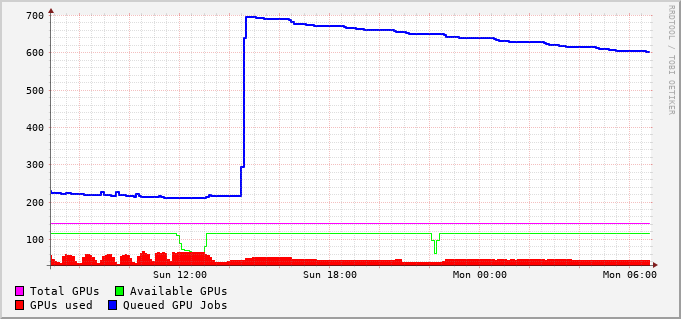 700
600
500
400
300
200
100
Sun 12:00 Sun 18:00 Mon 00:00 Mon 06:00
Total GPUs Available GPUs
GPUs used Queued GPU Jobs
RRDTOOL / TOBI OETIKER